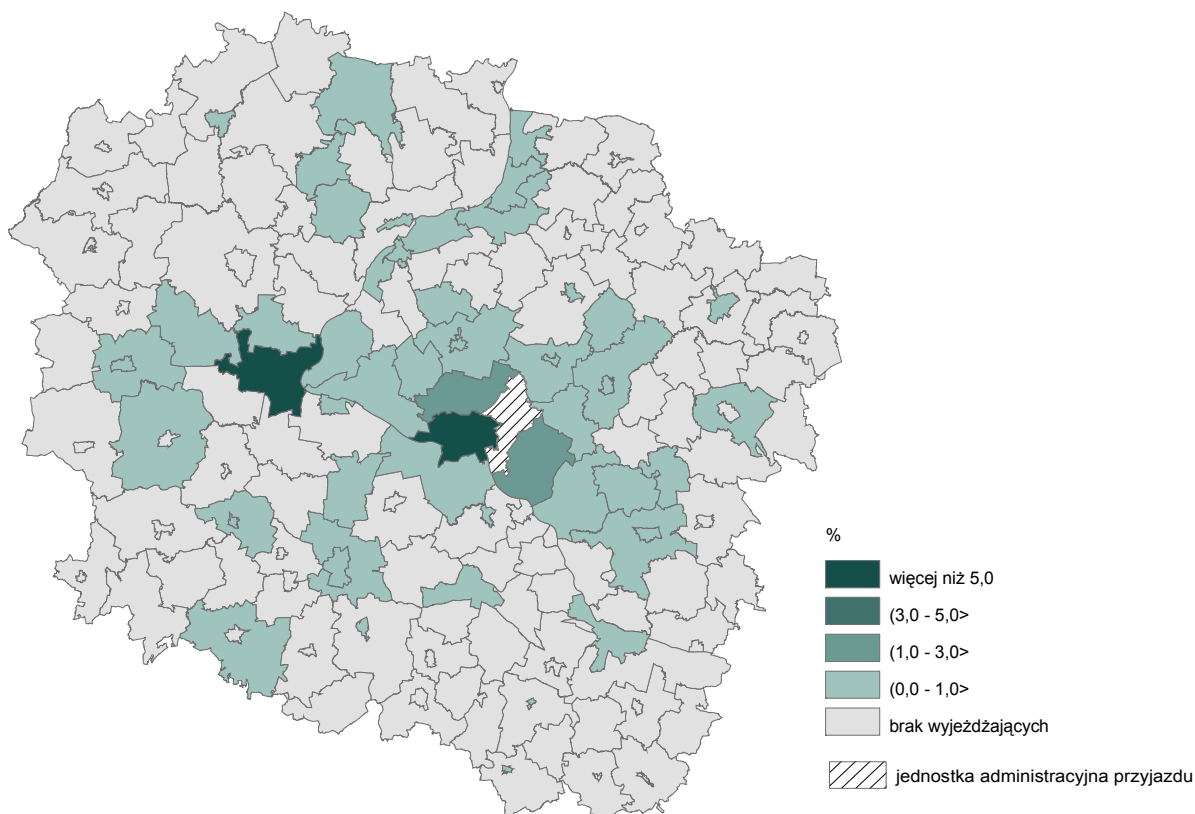 %
więcej niż 5,0
(3,0 - 5,0>
(1,0 - 3,0>
(0,0 - 1,0>
brak wyjeżdżających
jednostka administracyjna przyjazdu